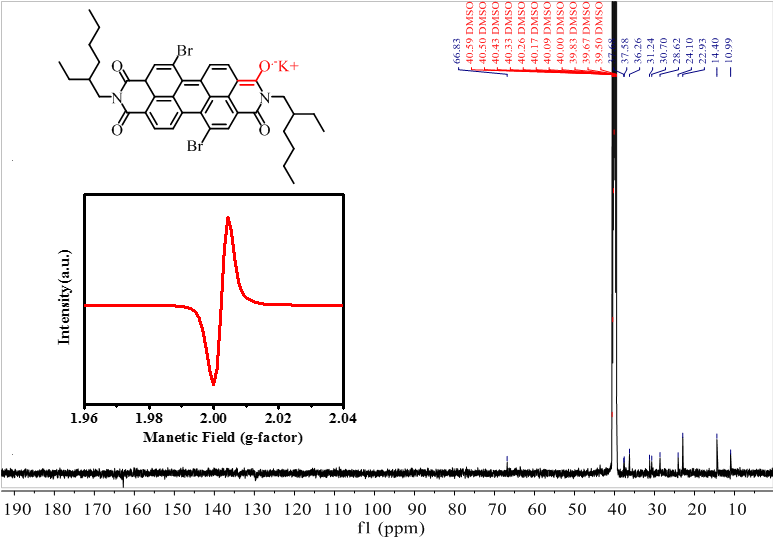 66.83
40.59 DMSO
40.50 DMSO
40.43 DMSO
40.33 DMSO
40.26 DMSO
40.17 DMSO
40.09 DMSO
40.00 DMSO
39.83 DMSO
39.67 DMSO
39.50 DMSO
37.68
37.58
36.26
31.24
30.70
28.62
24.10
22.93
14.40
10.99
Br
O O⁻K+
N N
O O
Br
Intensity (a.u.)
1.96 1.98 2.00 2.02 2.04
Manetic Field (g-factor)
190 180 170 160 150 140 130 120 110 100 90 80 70 60 50 40 30 20 10
f1 (ppm)